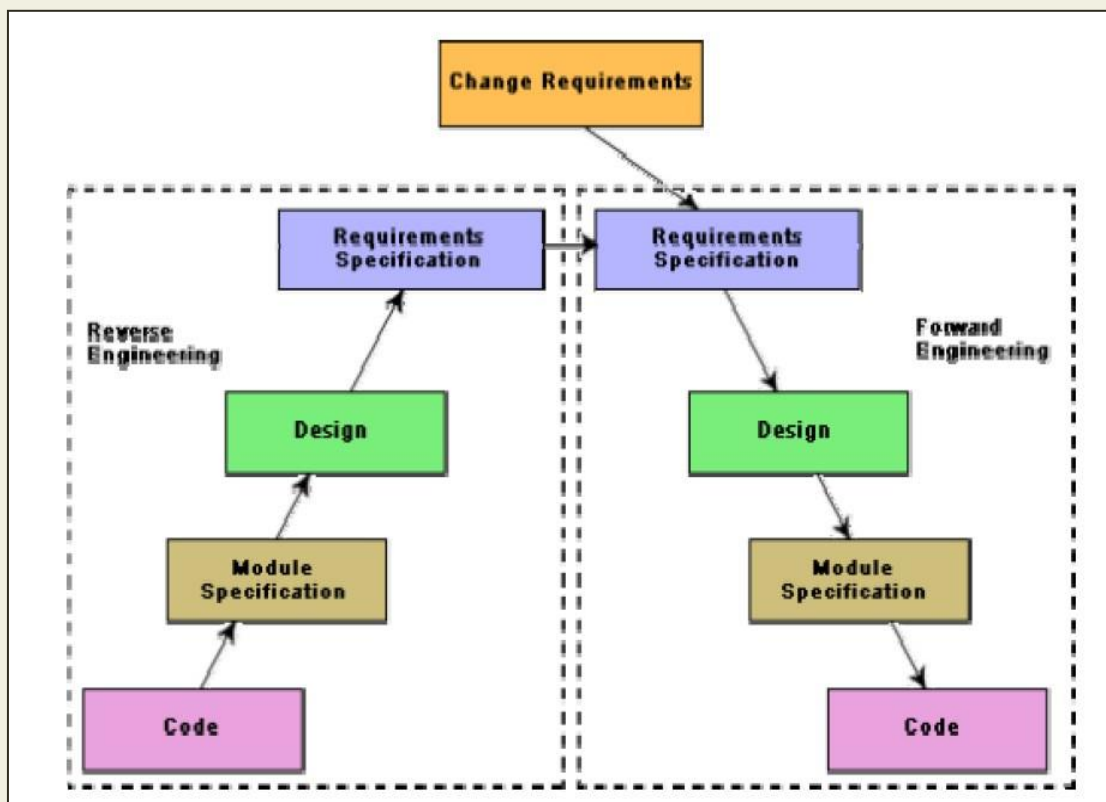 Change Requirements
Requirements
Specification
Requirements
Specification
Reverse
Engineering
Forward
Engineering
Design
Design
Module
Specification
Module
Specification
Code
Code